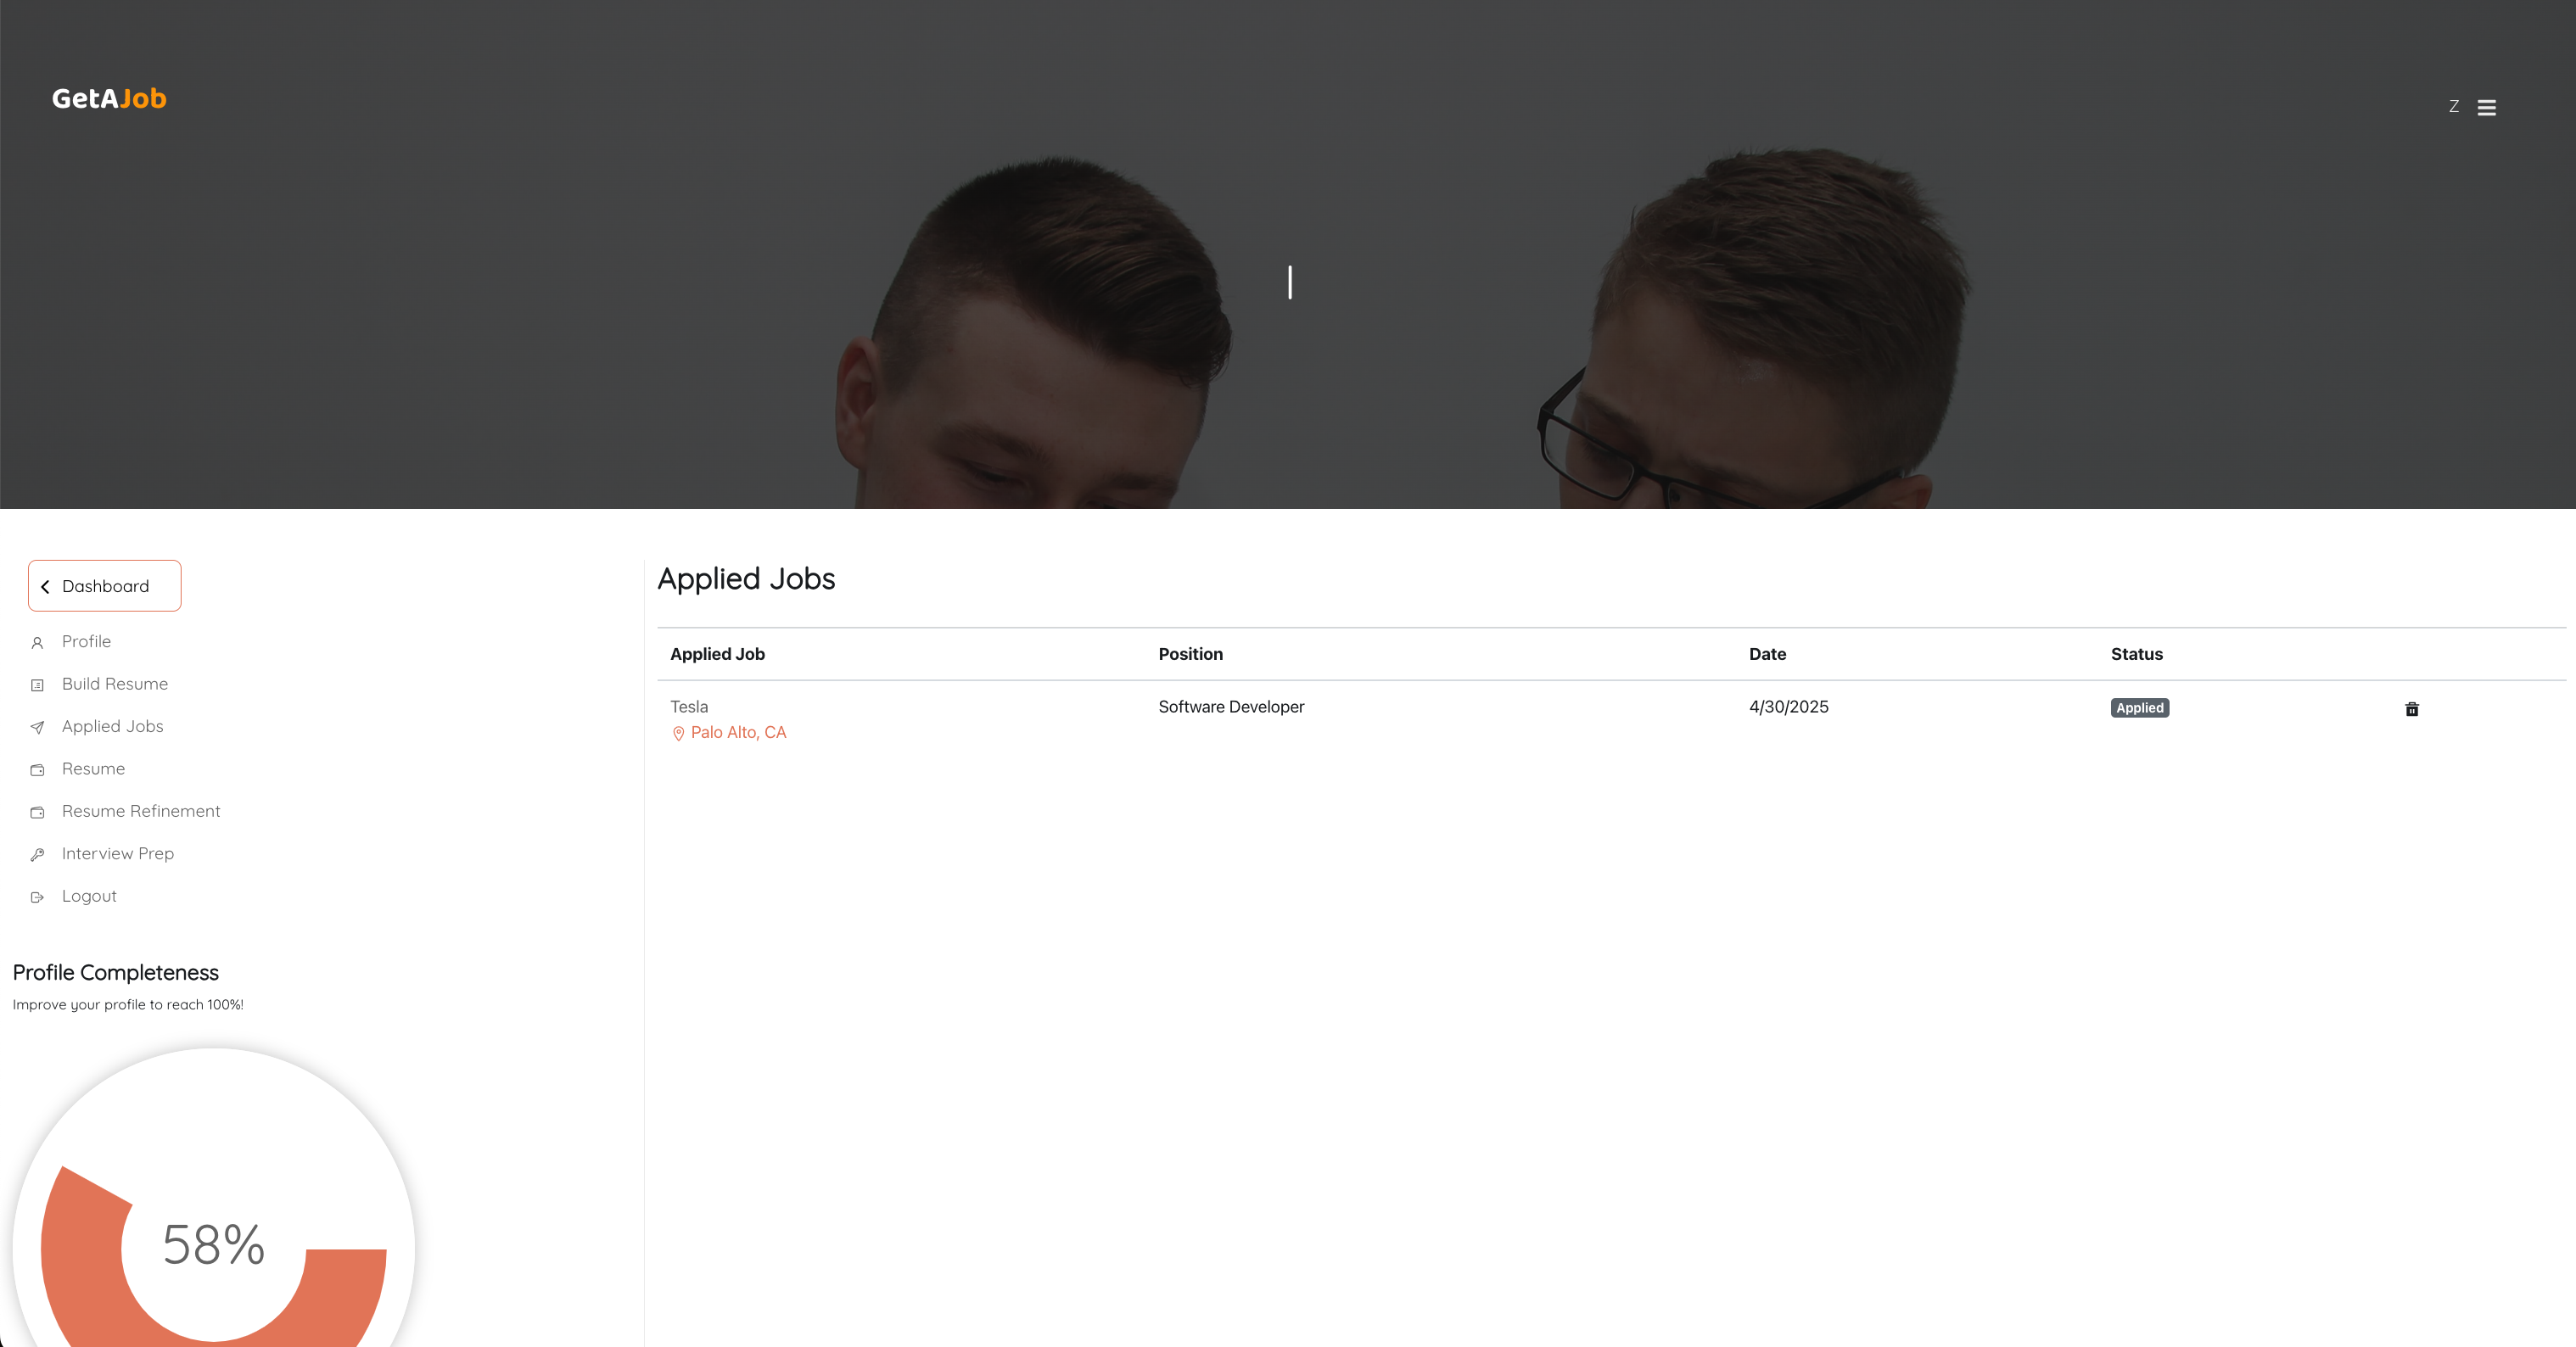 GetAJob
Z
Dashboard
Profile
Build Resume
Applied Jobs
Resume
Resume Refinement
Interview Prep
Logout
Profile Completeness
Improve your profile to reach 100%!
58%
Applied Jobs
Applied Job Position Date Status
Tesla Software Developer 4/30/2025 Applied
Palo Alto, CA